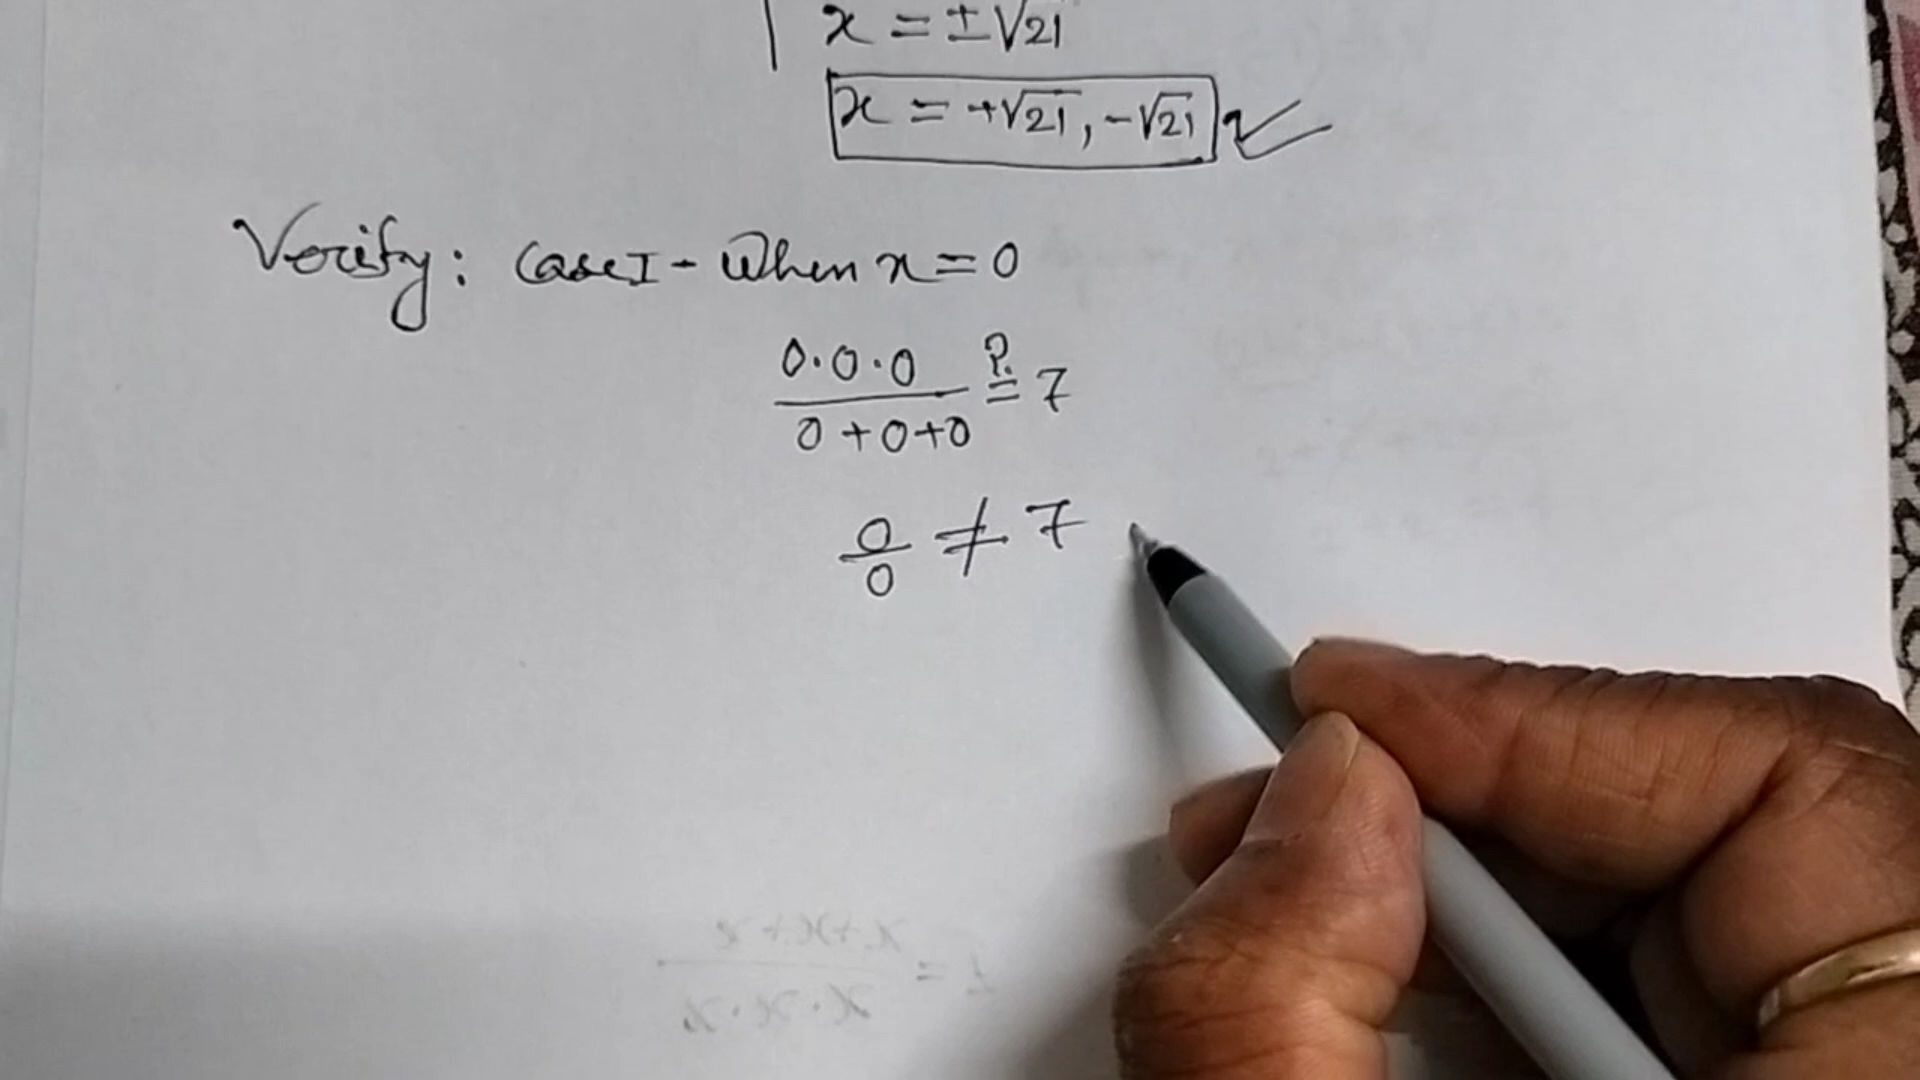 x = ±√21
x = +√21, -√21
Verify: Case I - When x = 0
0·0·0 / 0+0+0 ≟ 7
0/0 ≠ 7